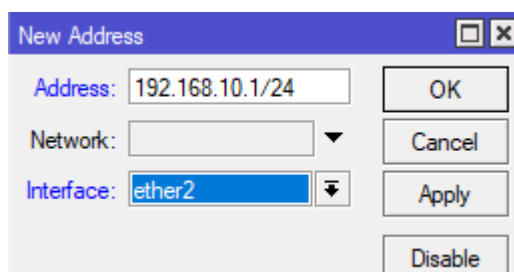 New Address
Address: 192.168.10.1/24 OK
Network: Cancel
Interface: ether2 Apply
Disable